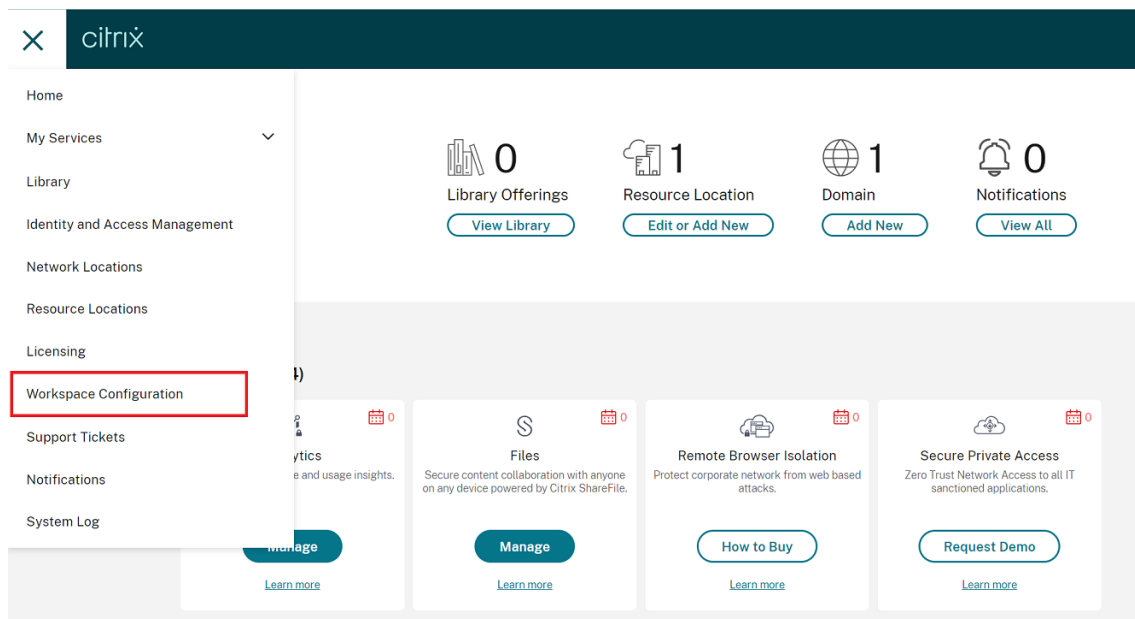 citrix
Home
My Services
Library
Identity and Access Management
Network Locations
Resource Locations
Licensing
Workspace Configuration
Support Tickets
Notifications
System Log
0
Library Offerings
View Library
1
Resource Location
Edit or Add New
1
Domain
Add New
0
Notifications
View All
4)
0
ytics
e and usage insights.
Manage
Learn more
0
Files
Secure content collaboration with anyone
on any device powered by Citrix ShareFile.
Manage
Learn more
0
Remote Browser Isolation
Protect corporate network from web based
attacks.
How to Buy
Learn more
0
Secure Private Access
Zero Trust Network Access to all IT
sanctioned applications.
Request Demo
Learn more